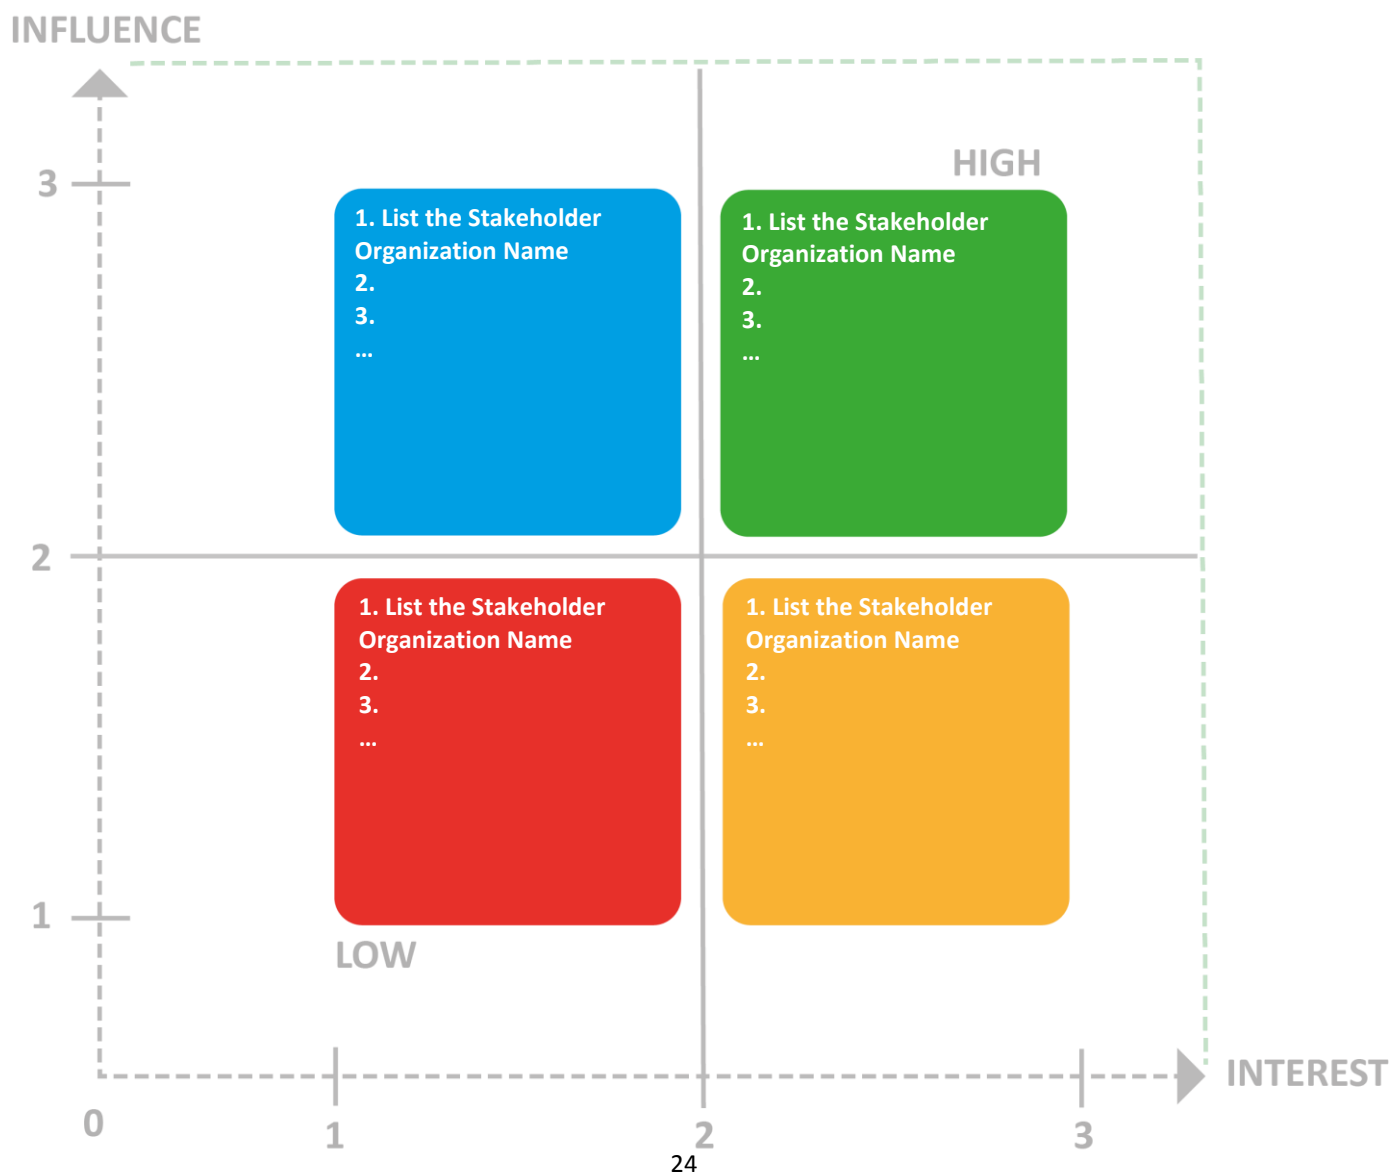 INFLUENCE
HIGH
3
1. List the Stakeholder
Organization Name
2.
3.
...
1. List the Stakeholder
Organization Name
2.
3.
...
2
1. List the Stakeholder
Organization Name
2.
3.
...
1. List the Stakeholder
Organization Name
2.
3.
...
1
LOW
INTEREST
0
1
2
3
24